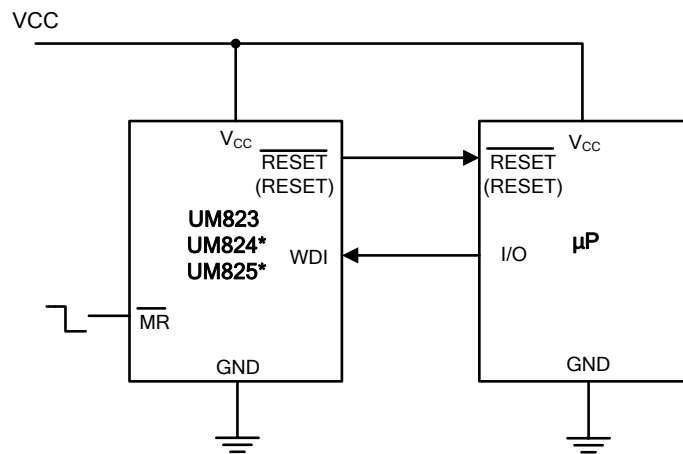 VCC
VCC
RESET
(RESET)
UM823
UM824*
UM825*
WDI
MR
GND
VCC
RESET
(RESET)
I/O
µP
GND